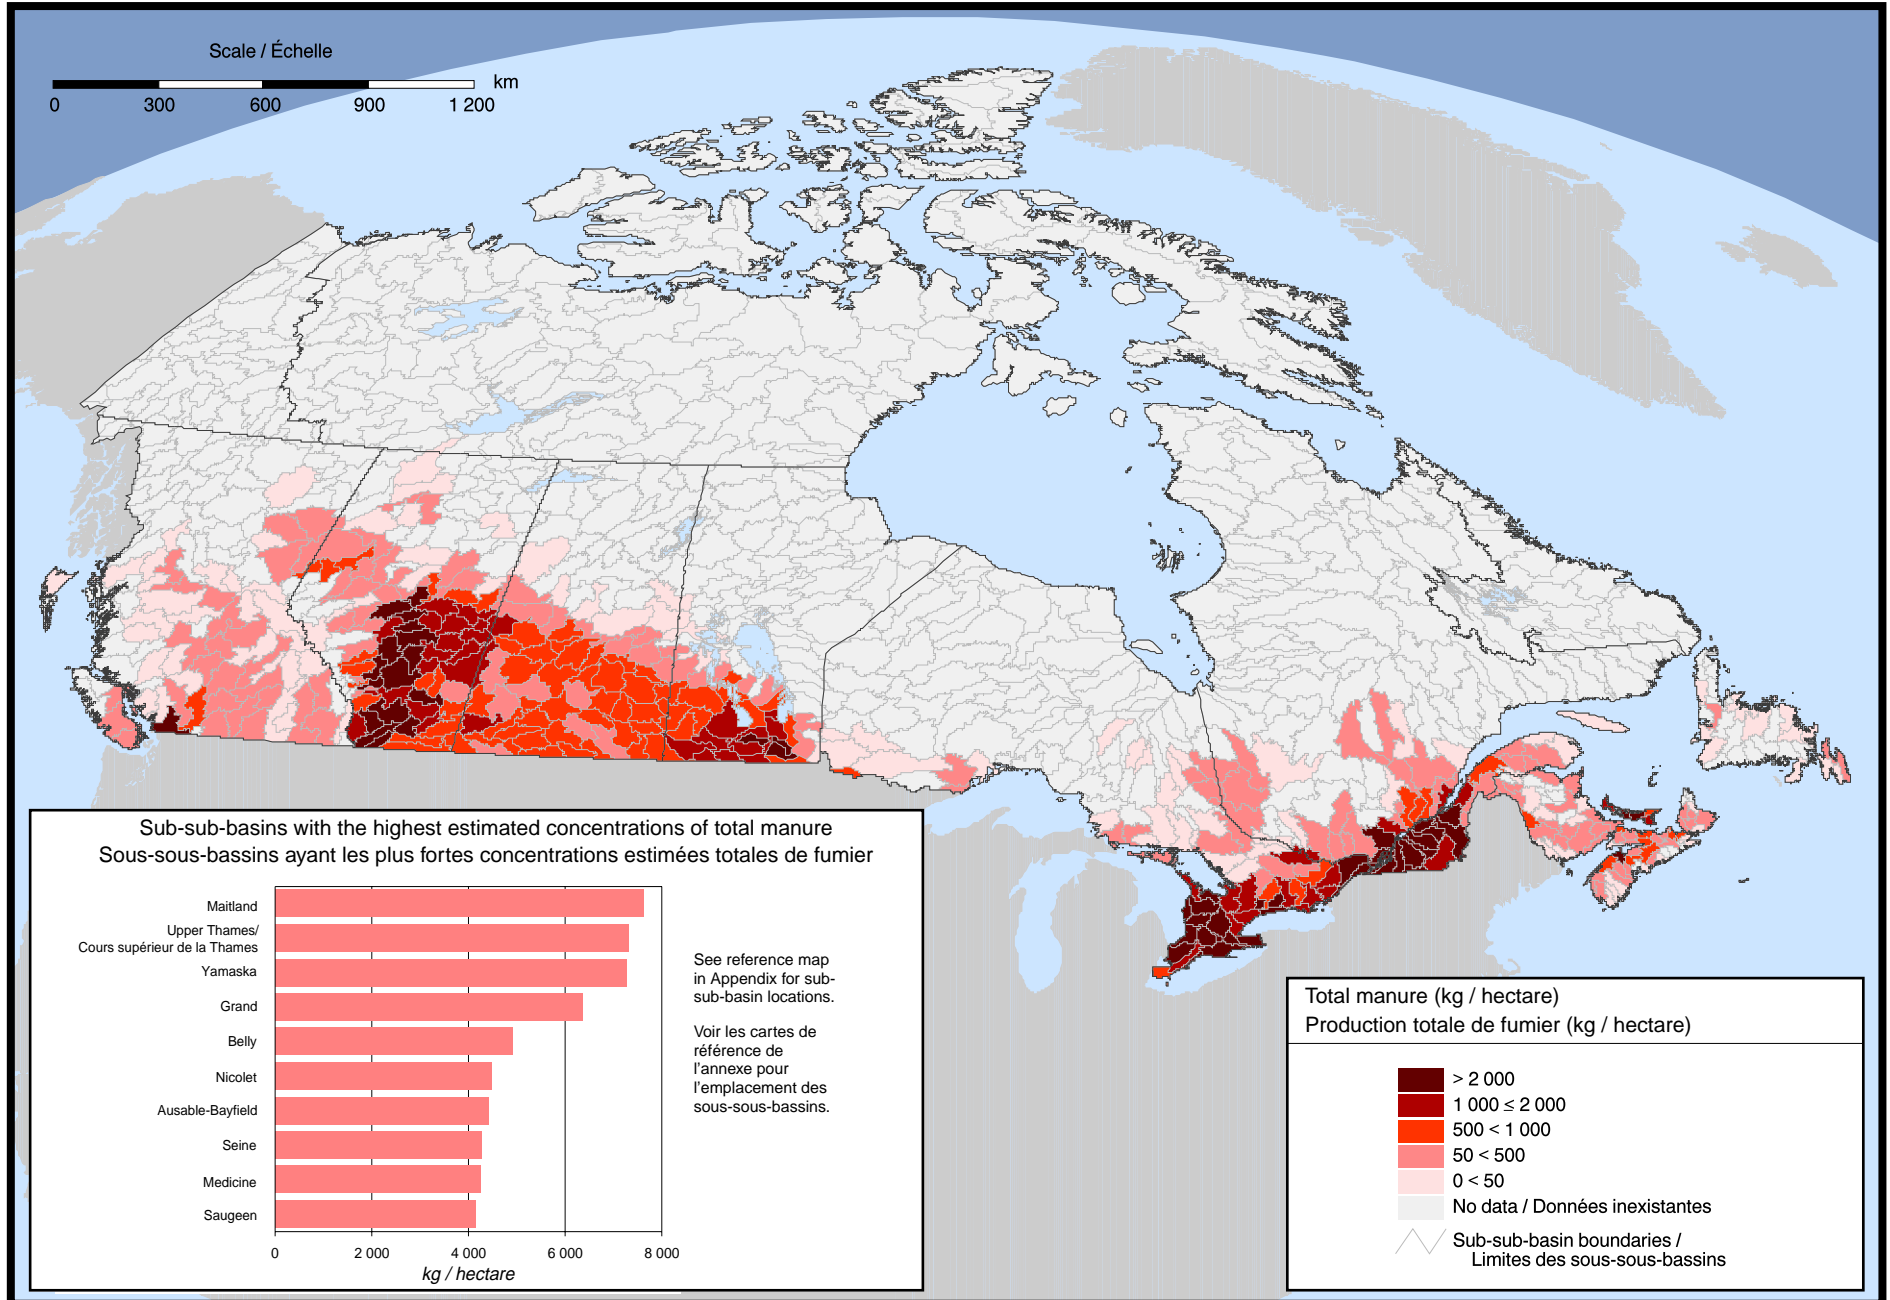 Scale / Échelle
km
0 300 600 900 1 200
Sub-sub-basins with the highest estimated concentrations of total manure
Sous-sous-bassins ayant les plus fortes concentrations estimées totales de fumier
Maitland
Upper Thames/
Cours supérieur de la Thames
Yamaska
Grand
Belly
Nicolet
Ausable-Bayfield
Seine
Medicine
Saugeen
0 2 000 4 000 6 000 8 000
kg / hectare
See reference map
in Appendix for sub-
sub-basin locations.
Voir les cartes de
référence de
l'annexe pour
l'emplacement des
sous-sous-bassins.
Total manure (kg / hectare)
Production totale de fumier (kg / hectare)
> 2 000
1 000 ≤ 2 000
500 < 1 000
50 < 500
0 < 50
No data / Données inexistantes
Sub-sub-basin boundaries /
Limites des sous-sous-bassins